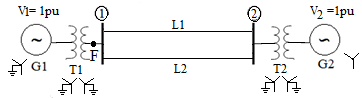 V1= 1pu
1
L1
2
V2 = 1pu
F
G1
T1
L2
T2
G2